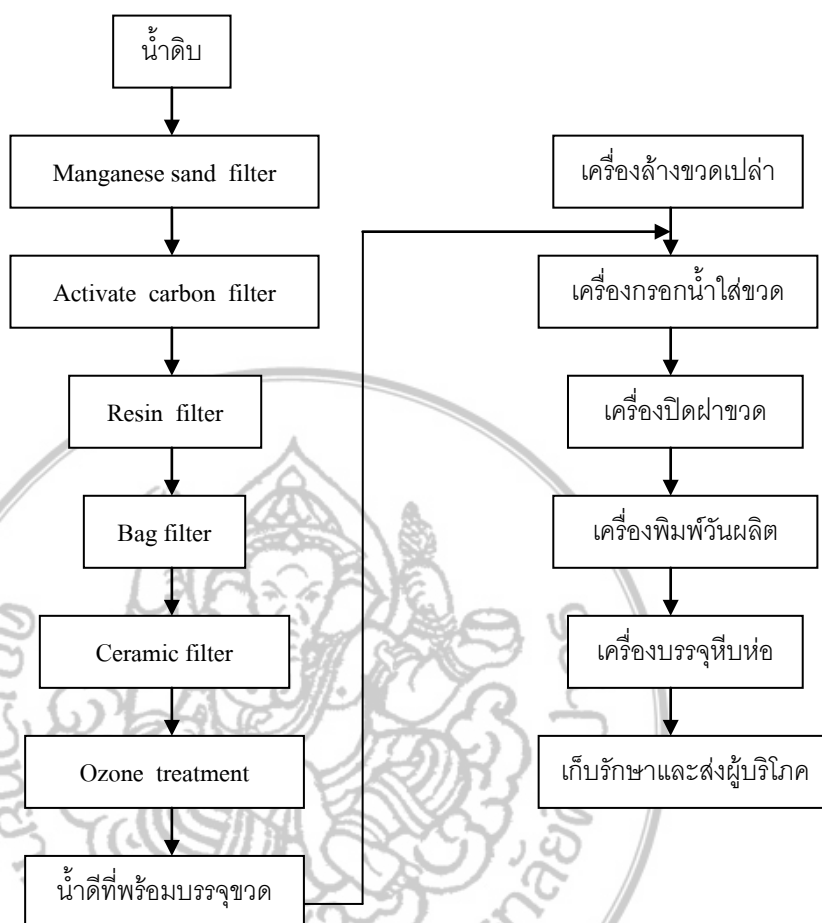 น้ำดิบ
Manganese sand filter
Activate carbon filter
Resin filter
Bag filter
Ceramic filter
Ozone treatment
น้ำดีที่พร้อมบรรจุขวด
เครื่องล้างขวดเปล่า
เครื่องกรอกน้ำใส่ขวด
เครื่องปิดฝาขวด
เครื่องพิมพ์วันผลิต
เครื่องบรรจุหีบห่อ
เก็บรักษาและส่งผู้บริโภค